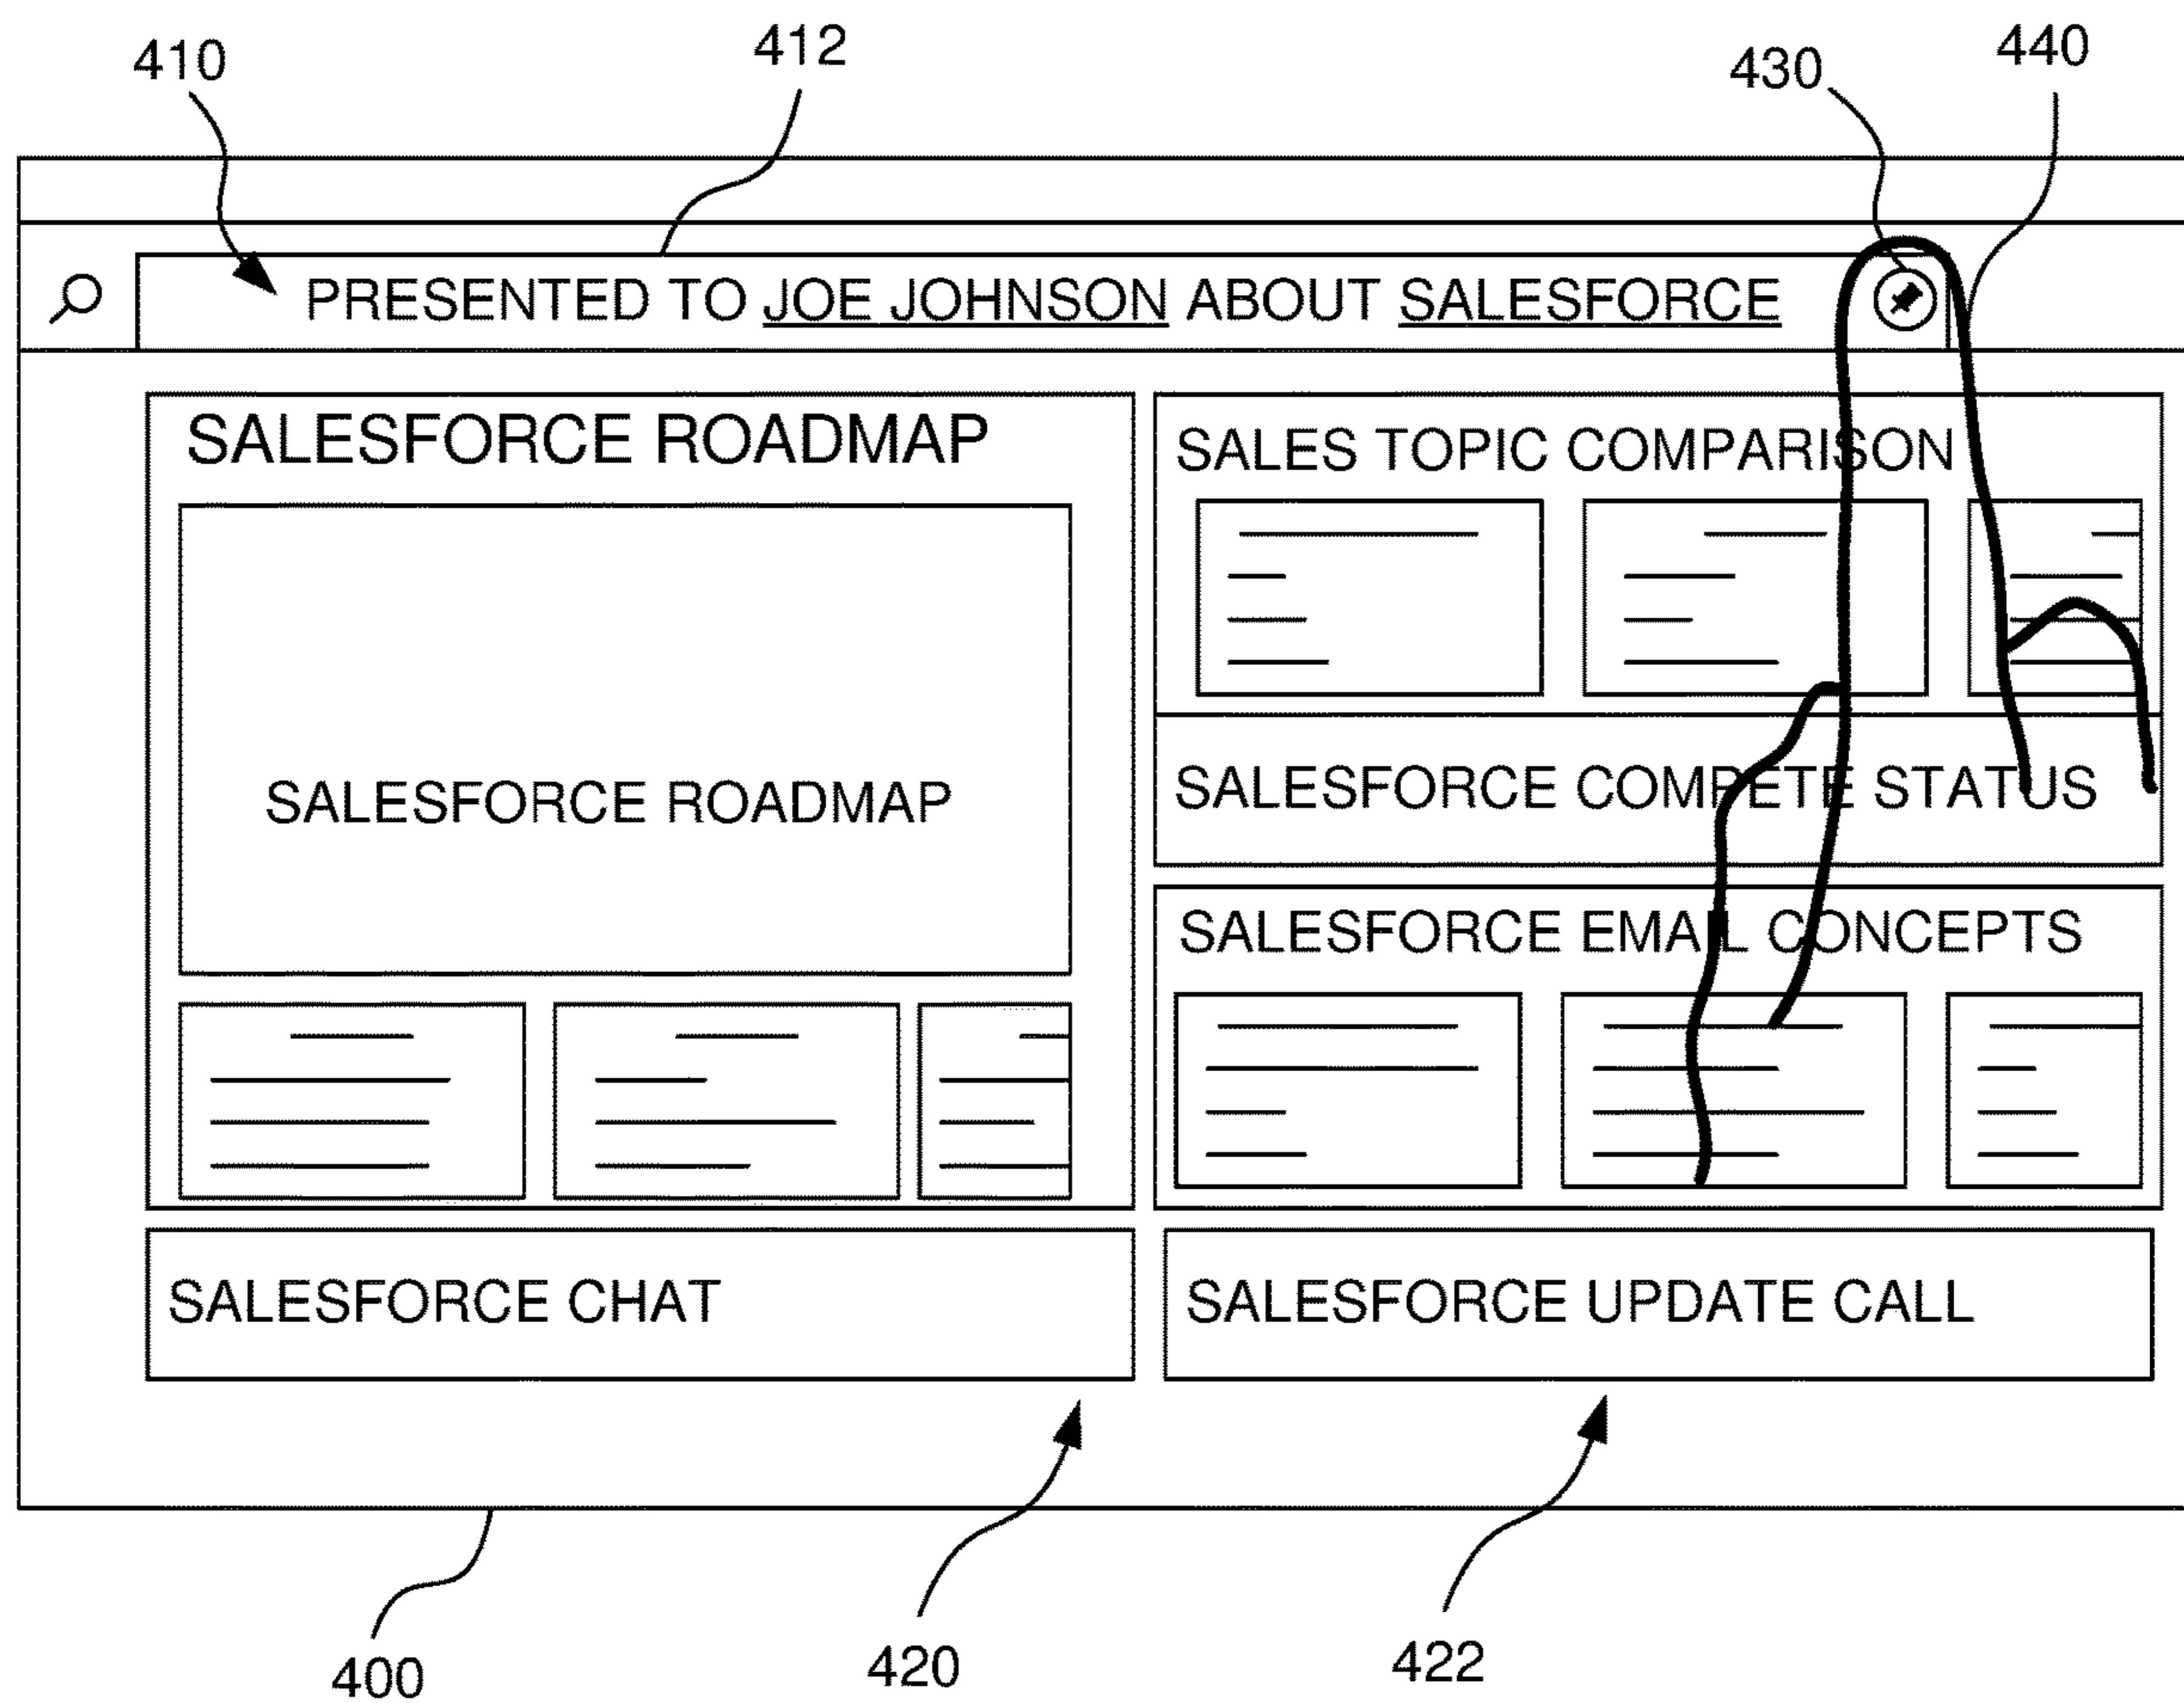 410
412
430
440
PRESENTED TO JOE JOHNSON ABOUT SALESFORCE
SALESFORCE ROADMAP
SALESFORCE ROADMAP
SALES TOPIC COMPARISON
SALESFORCE COMPETE STATUS
SALESFORCE EMAIL CONCEPTS
SALESFORCE CHAT
SALESFORCE UPDATE CALL
400
420
422